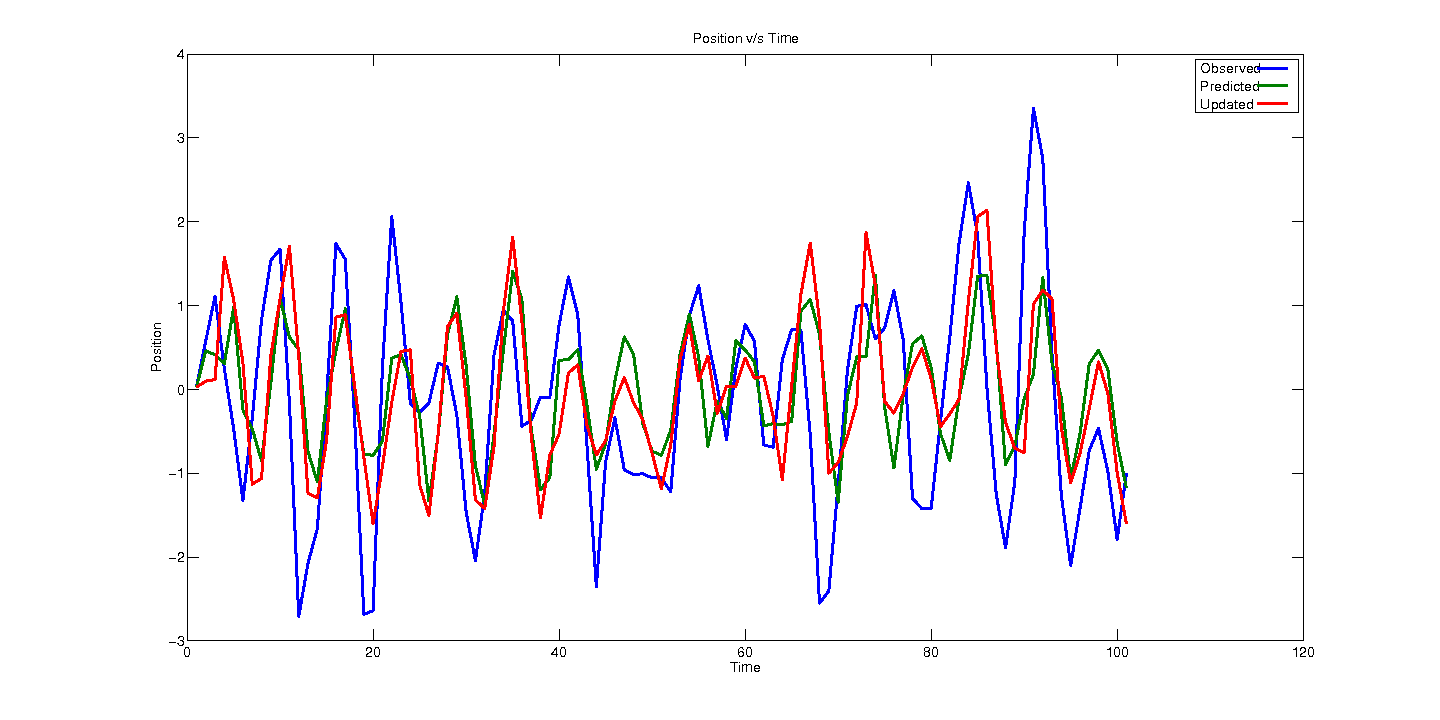 Position v/s Time
Observed
Predicted
Updated
4
3
2
1
0
−1
−2
−3
Position
0 20 40 60 80 100 120
Time